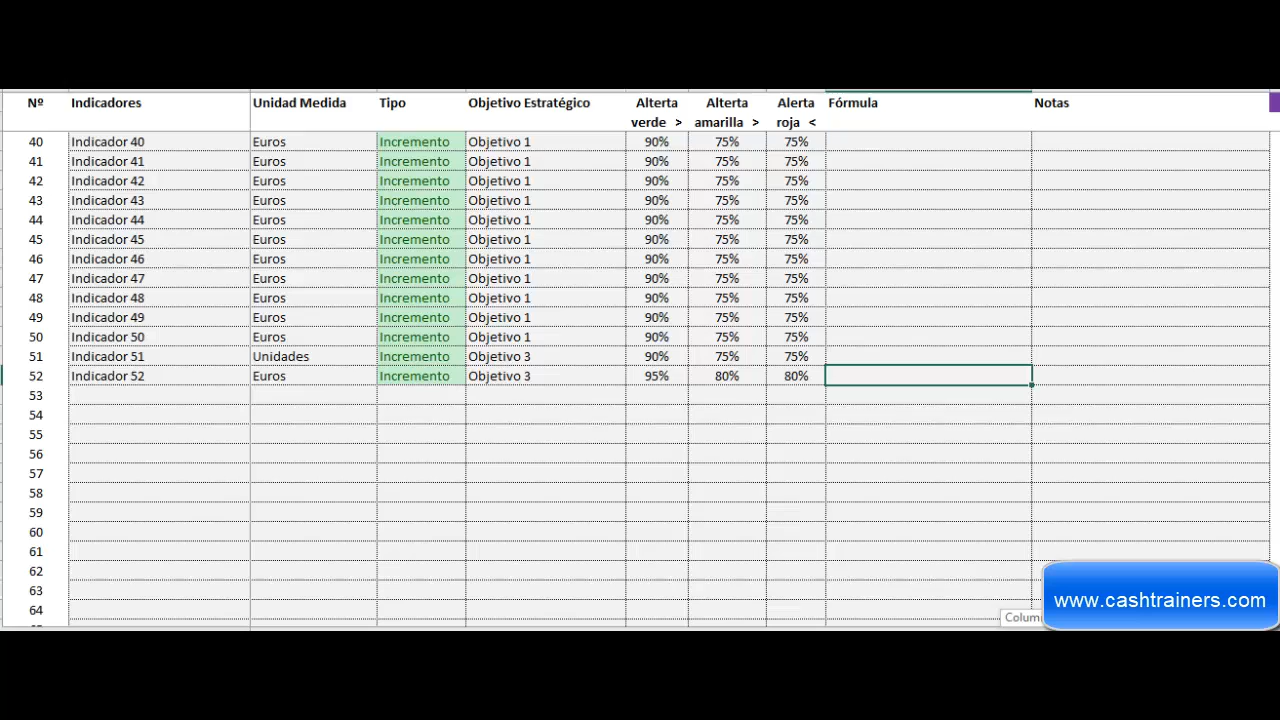 Nº Indicadores Unidad Medida Tipo Objetivo Estratégico Alterta verde > Alterta amarilla > Alerta roja < Fórmula Notas
40 Indicador 40 Euros Incremento Objetivo 1 90% 75% 75%
41 Indicador 41 Euros Incremento Objetivo 1 90% 75% 75%
42 Indicador 42 Euros Incremento Objetivo 1 90% 75% 75%
43 Indicador 43 Euros Incremento Objetivo 1 90% 75% 75%
44 Indicador 44 Euros Incremento Objetivo 1 90% 75% 75%
45 Indicador 45 Euros Incremento Objetivo 1 90% 75% 75%
46 Indicador 46 Euros Incremento Objetivo 1 90% 75% 75%
47 Indicador 47 Euros Incremento Objetivo 1 90% 75% 75%
48 Indicador 48 Euros Incremento Objetivo 1 90% 75% 75%
49 Indicador 49 Euros Incremento Objetivo 1 90% 75% 75%
50 Indicador 50 Euros Incremento Objetivo 1 90% 75% 75%
51 Indicador 51 Unidades Incremento Objetivo 3 90% 75% 75%
52 Indicador 52 Euros Incremento Objetivo 3 95% 80% 80%
53
54
55
56
57
58
59
60
61
62
63
64
www.cashtrainers.com